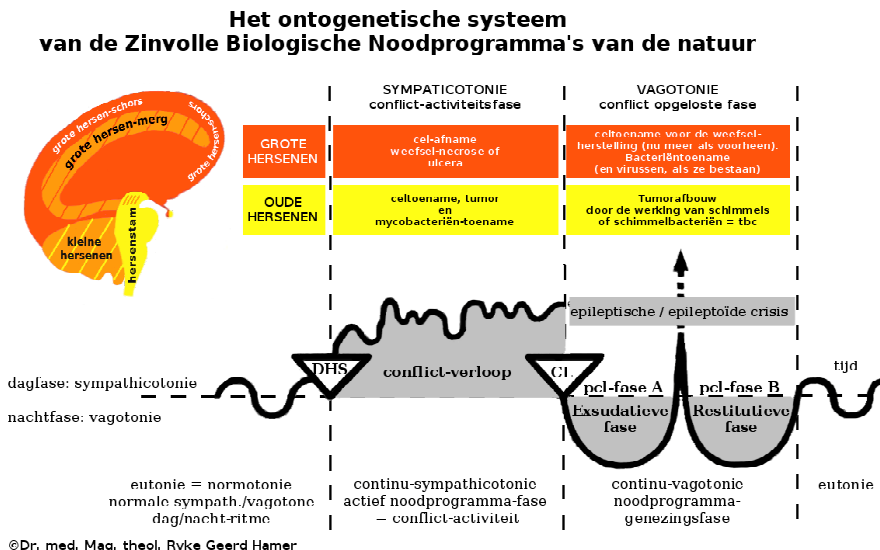 Het ontogenetische systeem
van de Zinvolle Biologische Noodprogramma's van de natuur
SYMPATICOTONIE
conflict-activiteitsfase
VAGOTONIE
conflict opgeloste fase
grote hersen-schors
grote hersen-merg
grote hersenschors
kleine
hersenen
hersenstam
GROTE
HERSENEN
cel-afname
weefsel-necrose of
ulcera
celtoename voor de weefsel-
herstelling (nu meer als voorheen).
Bacteriëntoename
(en virussen, als ze bestaan)
OUDE
HERSENEN
celtoename, tumor
en
mycobacteriën-toename
Tumorafbouw
door de werking van schimmels
of schimmelbacteriën = tbc
epileptische / epileptoïde crisis
DHS
conflict-verloop
CL
pcl-fase A
pcl-fase B
tijd
dagfase: sympathicotonie
nachtfase: vagotonie
Exsudatieve
fase
Restitutieve
fase
eutonie = normotonie
normale sympath./vagotone
dag/nacht-ritme
continu-sympathicotonie
actief noodprogramma-fase
= conflict-activiteit
continu-vagotonie
noodprogramma-
genezingsfase
eutonie
©Dr. med. Mag. theol. Ryke Geerd Hamer